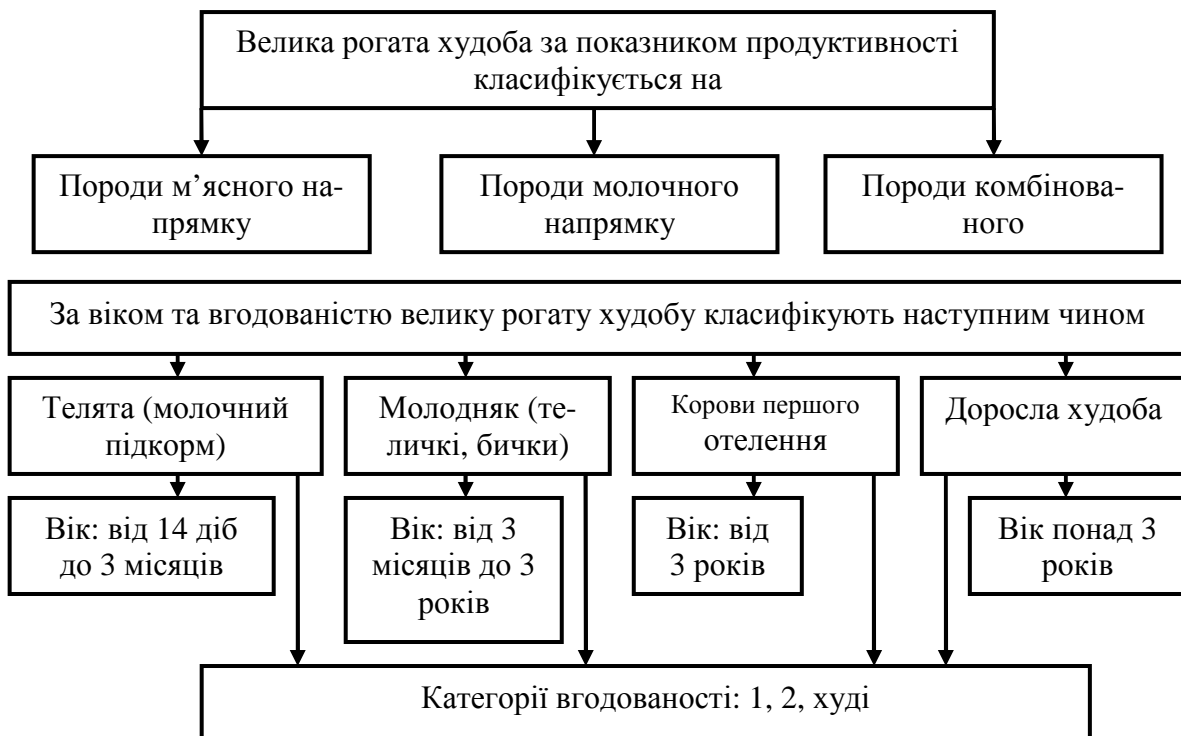 Велика рогата худоба за показником продуктивності
класифікується на
Породи м’ясного на-
прямку
Породи молочного
напрямку
Породи комбінова-
ного
За віком та вгодованістю велику рогату худобу класифікують наступним чином
Телята (молочний
підкорм)
Молодняк (те-
личкі, бички)
Корови першого
отелення
Доросла худоба
Вік: від 14 діб
до 3 місяців
Вік: від 3
місяців до 3
років
Вік: від
3 років
Вік понад 3
років
Категорії вгодованості: 1, 2, худі